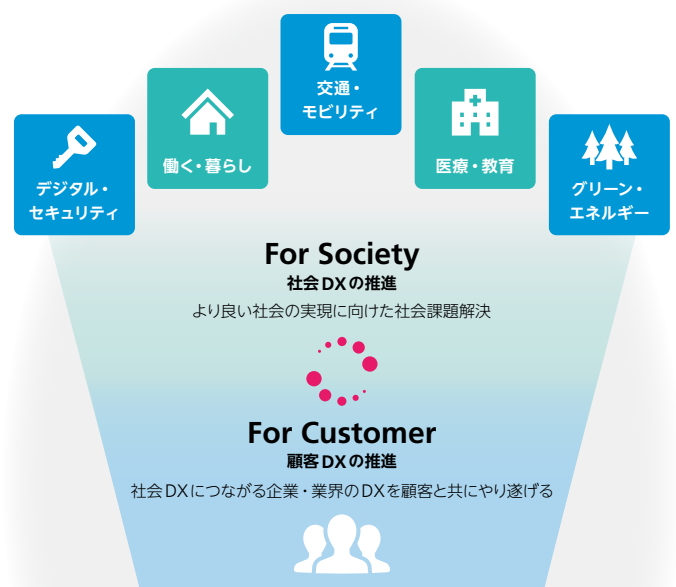 交通・
モビリティ
働く・暮らし
医療・教育
デジタル・
セキュリティ
グリーン・
エネルギー
For Society
社会DXの推進
より良い社会の実現に向けた社会課題解決
For Customer
顧客DXの推進
社会DXにつながる企業・業界のDXを顧客と共にやり遂げる